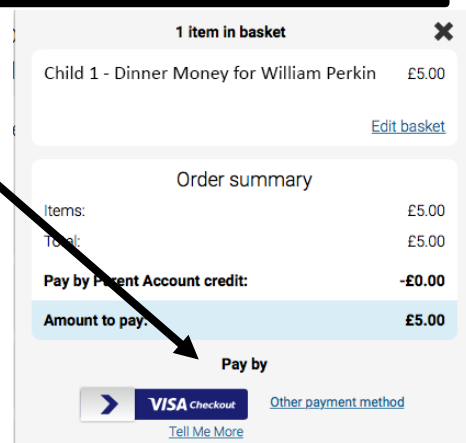 1 item in basket
Child 1 - Dinner Money for William Perkin £5.00
Edit basket
Order summary
Items: £5.00
Total: £5.00
Pay by Parent Account credit: -£0.00
Amount to pay: £5.00
Pay by
VISA Checkout Other payment method
Tell Me More